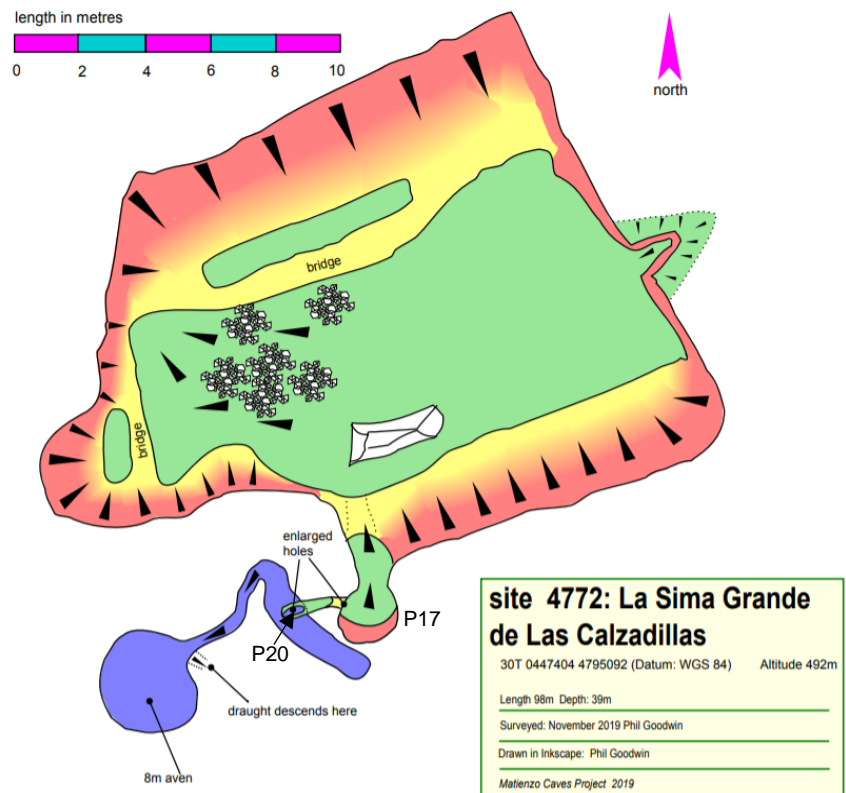 length in metres
0 2 4 6 8 10
north
bridge
bridge
enlarged
holes
P17
P20
draught descends here
8m aven
site 4772: La Sima Grande
de Las Calzadillas
30T 0447404 4795092 (Datum: WGS 84) Altitude 492m
Length 98m Depth: 39m
Surveyed: November 2019 Phil Goodwin
Drawn in Inkscape: Phil Goodwin
Matienzo Caves Project 2019